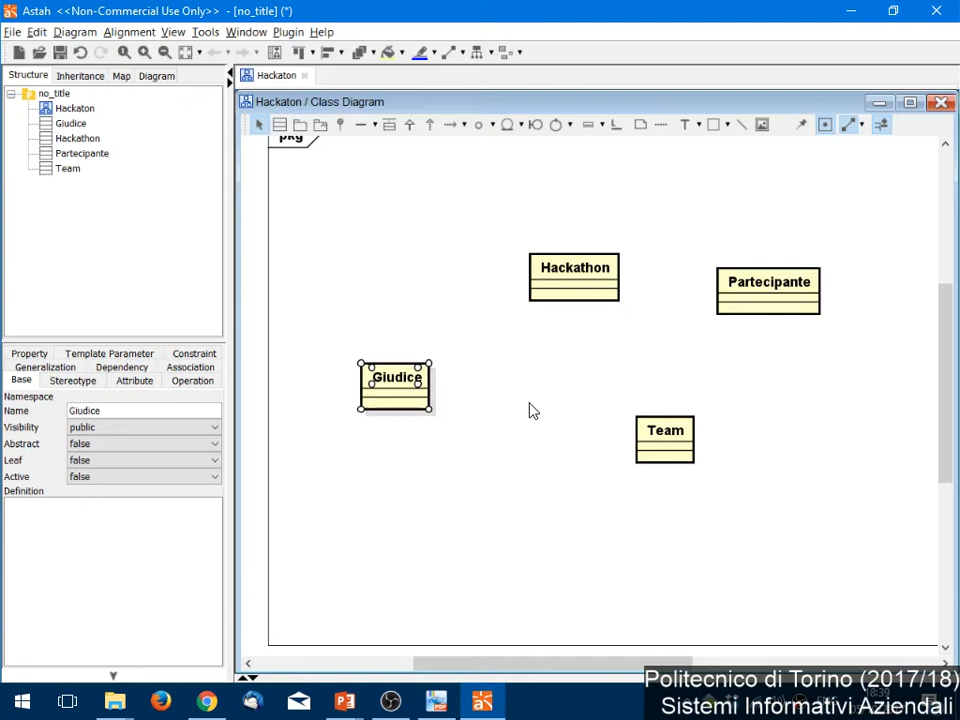 Astah <<Non-Commercial Use Only>> - [no_title] (*)
File Edit Diagram Alignment View Tools Window Plugin Help
Structure Inheritance Map Diagram
Hackaton
no_title
Hackaton
Giudice
Hackathon
Partecipante
Team
Hackaton / Class Diagram
pkg
Hackathon
Partecipante
Giudice
Team
Property Template Parameter Constraint
Generalization Dependency Association
Base Stereotype Attribute Operation
Namespace
Name Giudice
Visibility public
Abstract false
Leaf false
Active false
Definition
Politecnico di Torino (2017/18)
Sistemi Informativi Aziendali
18:39